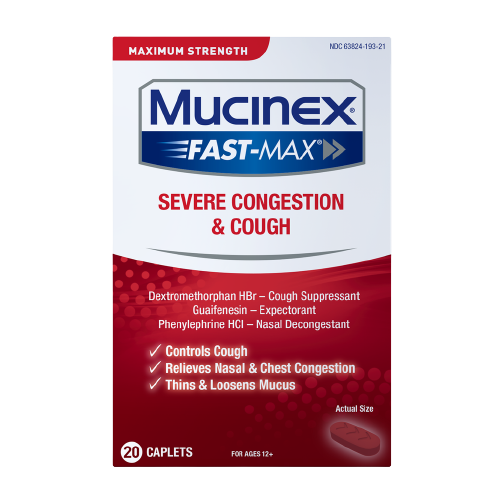 MAXIMUM STRENGTH
NDC 63824-193-21
Mucinex®
FAST-MAX®
SEVERE CONGESTION
& COUGH
Dextromethorphan HBr – Cough Suppressant
Guaifenesin – Expectorant
Phenylephrine HCl – Nasal Decongestant
✓ Controls Cough
✓ Relieves Nasal & Chest Congestion
✓ Thins & Loosens Mucus
Actual Size
20 CAPLETS
FOR AGES 12+